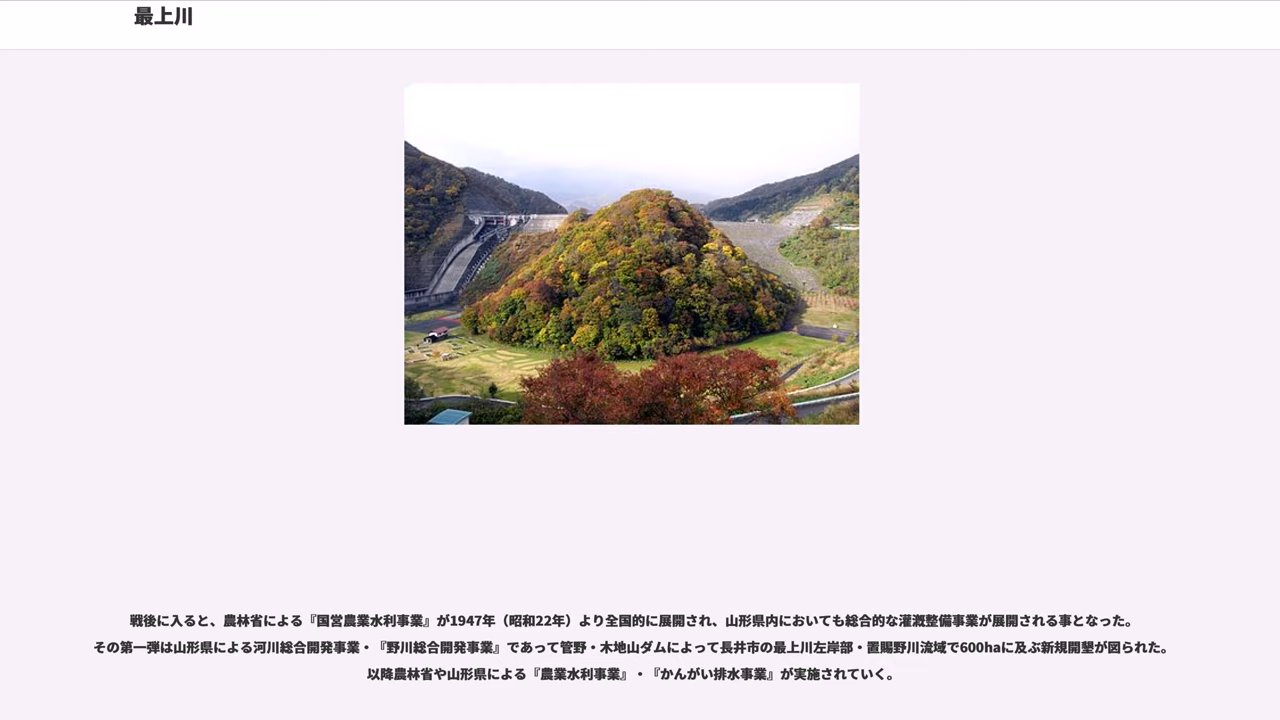 最上川
戦後に入ると、農林省による『国営農業水利事業』が1947年（昭和22年）より全国的に展開され、山形県内においても総合的な灌漑整備事業が展開される事となった。
その第一弾は山形県による河川総合開発事業・『野川総合開発事業』であって管野・木地山ダムによって長井市の最上川左岸部・置賜野川流域で600haに及ぶ新規開墾が図られた。
以降農林省や山形県による『農業水利事業』・『かんがい排水事業』が実施されていく。